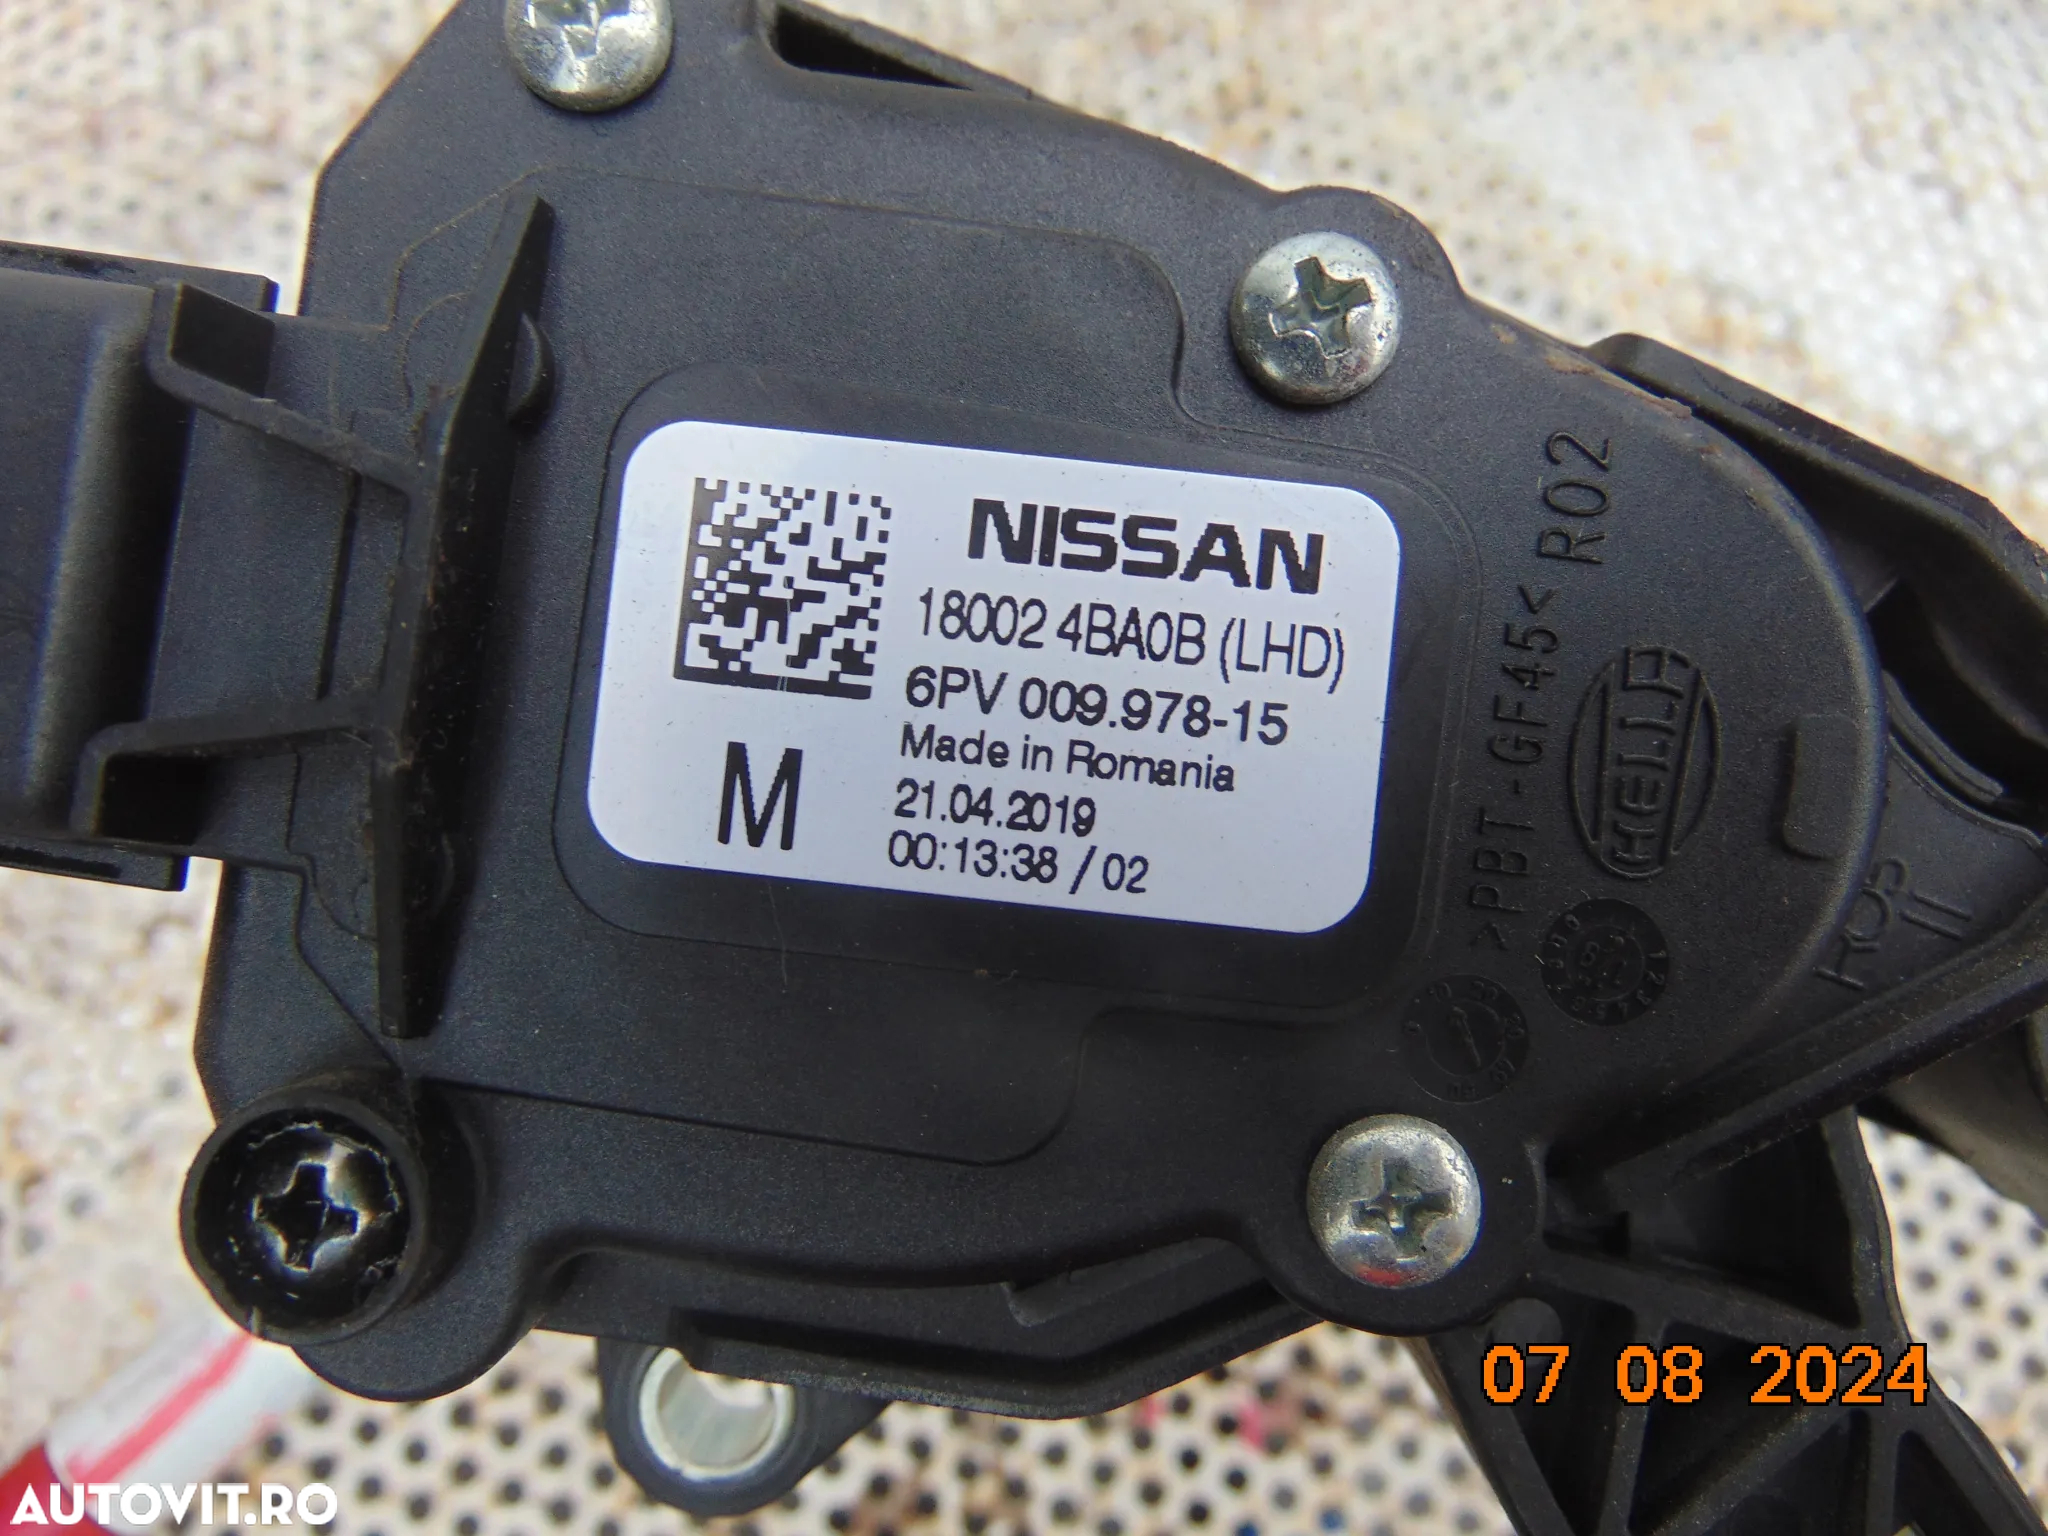 NISSAN
18002 4BA0B (LHD)
6PV 009.978-15
Made in Romania
21.04.2019
00:13:38 / 02
M
>PBT-GF45< R02
HELLA
07 08 2024
AUTOVIT.RO